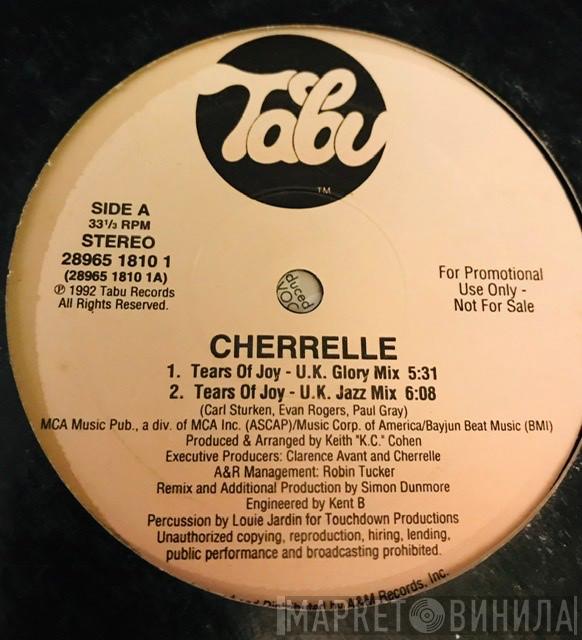 Tabu
TM
SIDE A
33⅓ RPM
STEREO
28965 1810 1
(28965 1810 1A)
℗ 1992 Tabu Records
All Rights Reserved.
For Promotional
Use Only -
Not For Sale
CHERRELLE
1. Tears Of Joy - U.K. Glory Mix 5:31
2. Tears Of Joy - U.K. Jazz Mix 6:08
(Carl Sturken, Evan Rogers, Paul Gray)
MCA Music Pub., a div. of MCA Inc. (ASCAP)/Music Corp. of America/Bayjun Beat Music (BMI)
Produced & Arranged by Keith "K.C." Cohen
Executive Producers: Clarence Avant and Cherrelle
A&R Management: Robin Tucker
Remix and Additional Production by Simon Dunmore
Engineered by Kent B
Percussion by Louie Jardin for Touchdown Productions
Unauthorized copying, reproduction, hiring, lending,
public performance and broadcasting prohibited.
Distributed by A&M Records, Inc.
МАРКЕТ ВИНИЛА